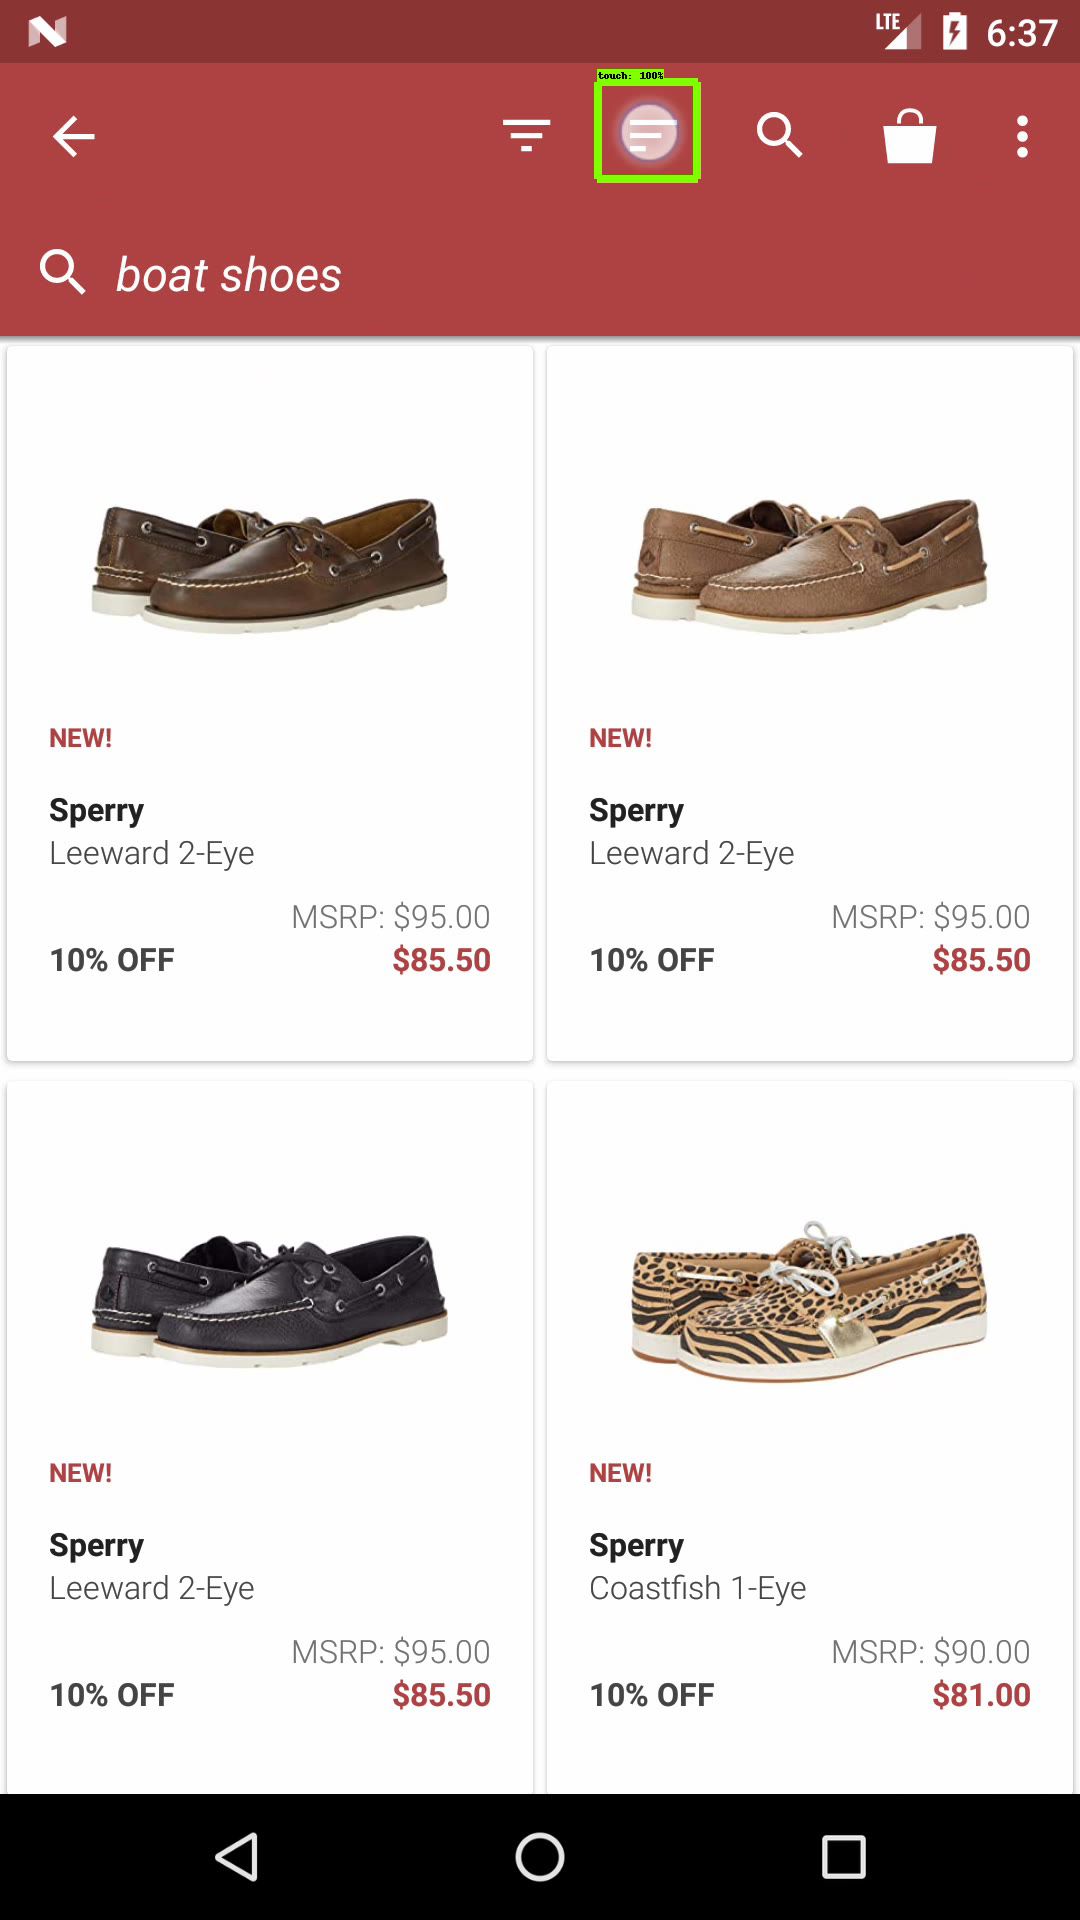 LTE 6:37
touch: 100%
boat shoes
NEW!
Sperry
Leeward 2-Eye
MSRP: $95.00
10% OFF $85.50
NEW!
Sperry
Leeward 2-Eye
MSRP: $95.00
10% OFF $85.50
NEW!
Sperry
Leeward 2-Eye
MSRP: $95.00
10% OFF $85.50
NEW!
Sperry
Coastfish 1-Eye
MSRP: $90.00
10% OFF $81.00